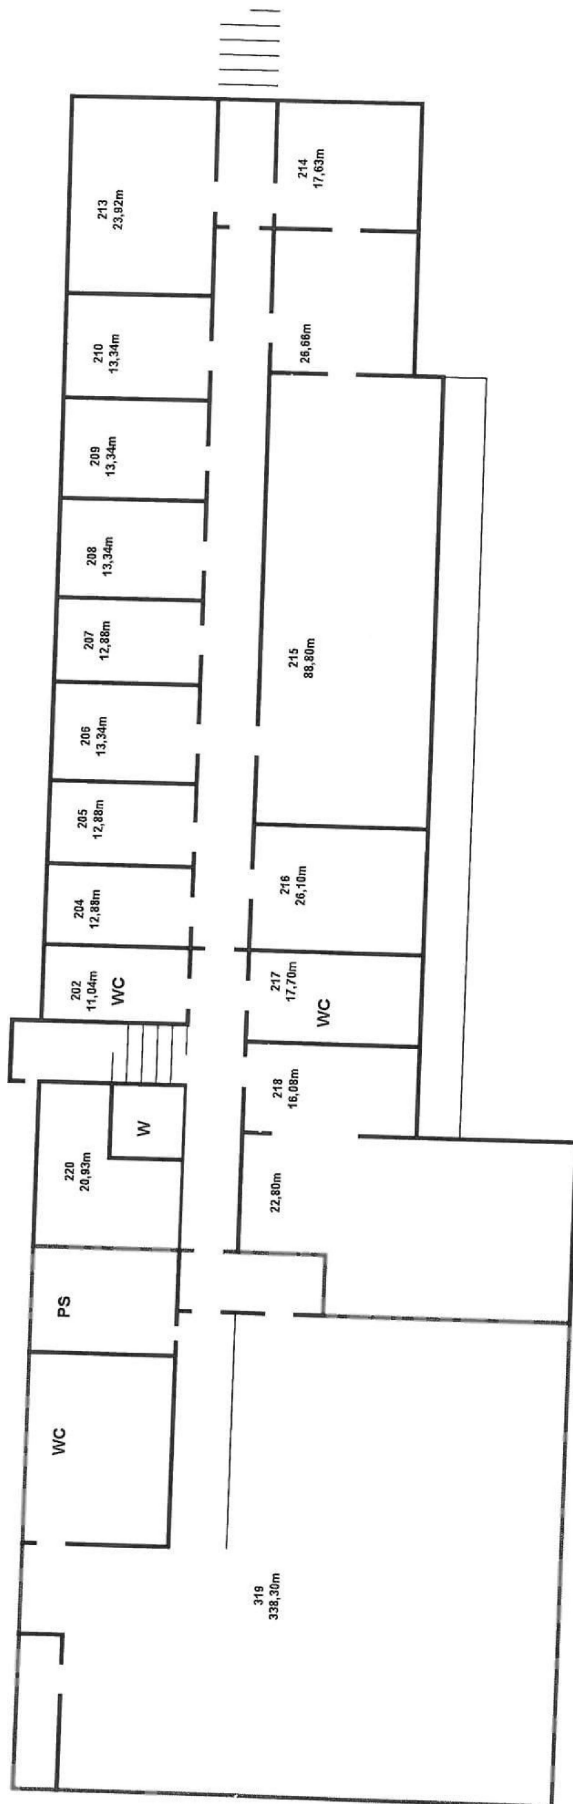 213
23,92m
214
17,63m
210
13,34m
26,66m
209
13,34m
208
13,34m
207
12,88m
215
88,80m
206
13,34m
205
12,88m
204
12,88m
216
26,10m
202
11,04m
WC
217
17,70m
WC
218
16,08m
W
220
20,93m
22,80m
PS
WC
319
338,30m